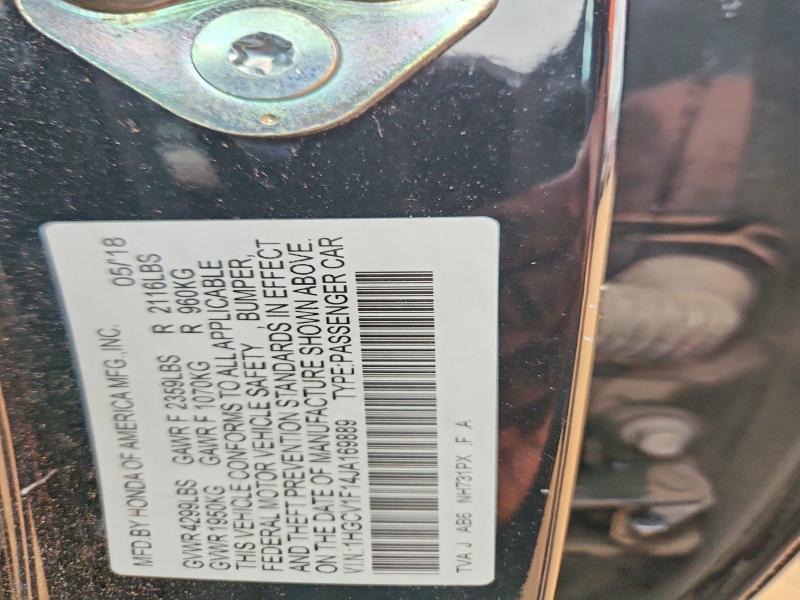 MFD BY HONDA OF AMERICA MFG., INC. 05/18
GVWR 4299LBS GAWR F 2359LBS R 2116LBS
GVWR 1950KG GAWR F 1070KG R 960KG
THIS VEHICLE CONFORMS TO ALL APPLICABLE
FEDERAL MOTOR VEHICLE SAFETY , BUMPER,
AND THEFT PREVENTION STANDARDS IN EFFECT
ON THE DATE OF MANUFACTURE SHOWN ABOVE.
VIN: 1HGCV1F14JA169889 TYPE:PASSENGER CAR
TVA J AB6 NH731PX F A